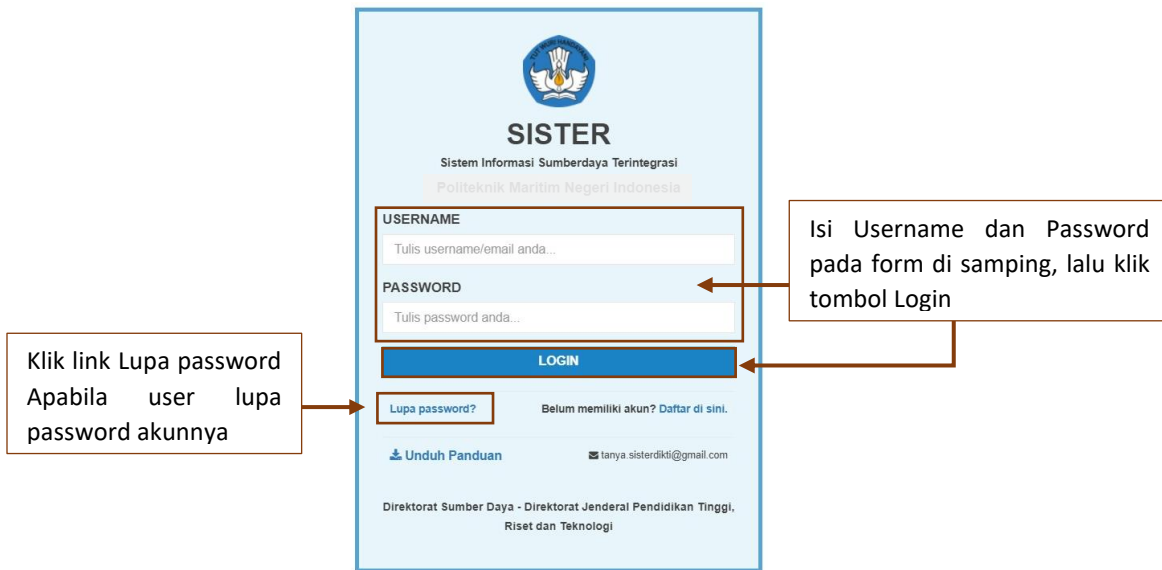 TUT WURI HANDAYANI
SISTER
Sistem Informasi Sumberdaya Terintegrasi
Politeknik Maritim Negeri Indonesia
USERNAME
Tulis username/email anda...
PASSWORD
Tulis password anda...
LOGIN
Lupa password?
Belum memiliki akun? Daftar di sini.
Unduh Panduan
tanya.sisterdikti@gmail.com
Direktorat Sumber Daya - Direktorat Jenderal Pendidikan Tinggi,
Riset dan Teknologi
Isi Username dan Password
pada form di samping, lalu klik
tombol Login
Klik link Lupa password
Apabila user lupa
password akunnya